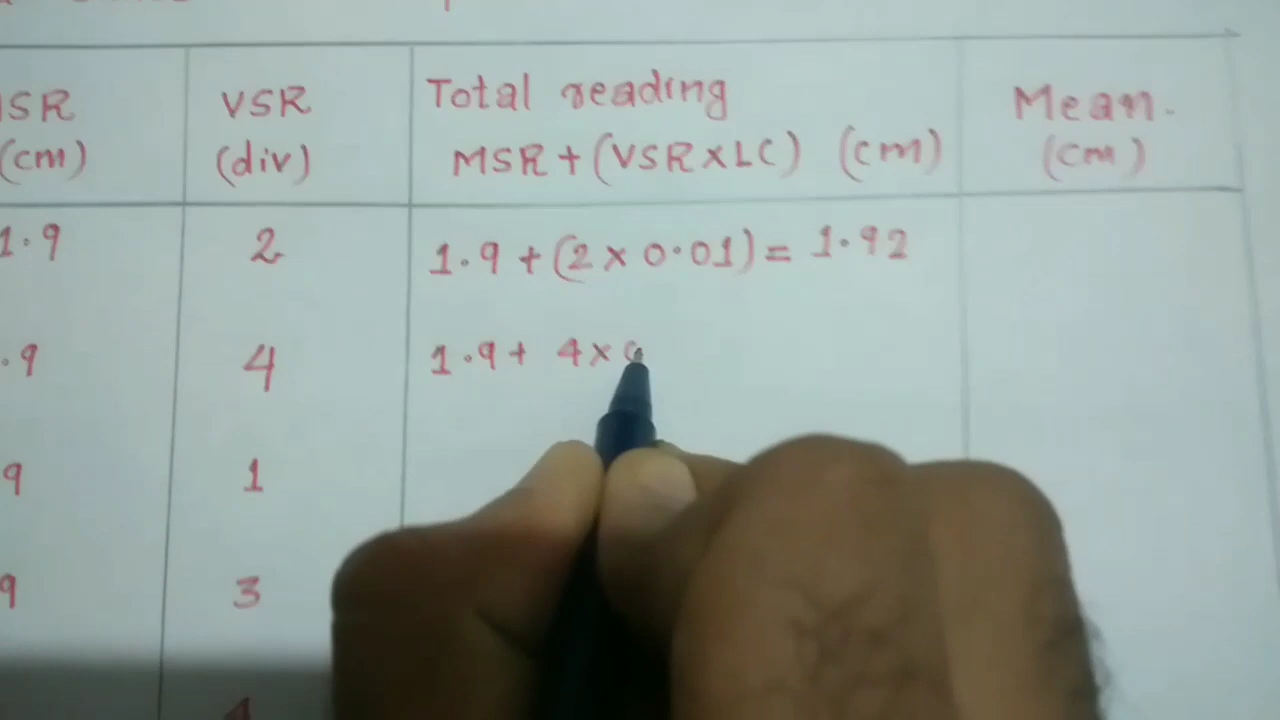 SR VSR Total reading Mean.
(cm) (div) MSR + (VSR X LC) (cm) (cm)
1.9 2 1.9 + (2 x 0.01) = 1.92
.9 4 1.9 + 4 x 0
9 1
9 3